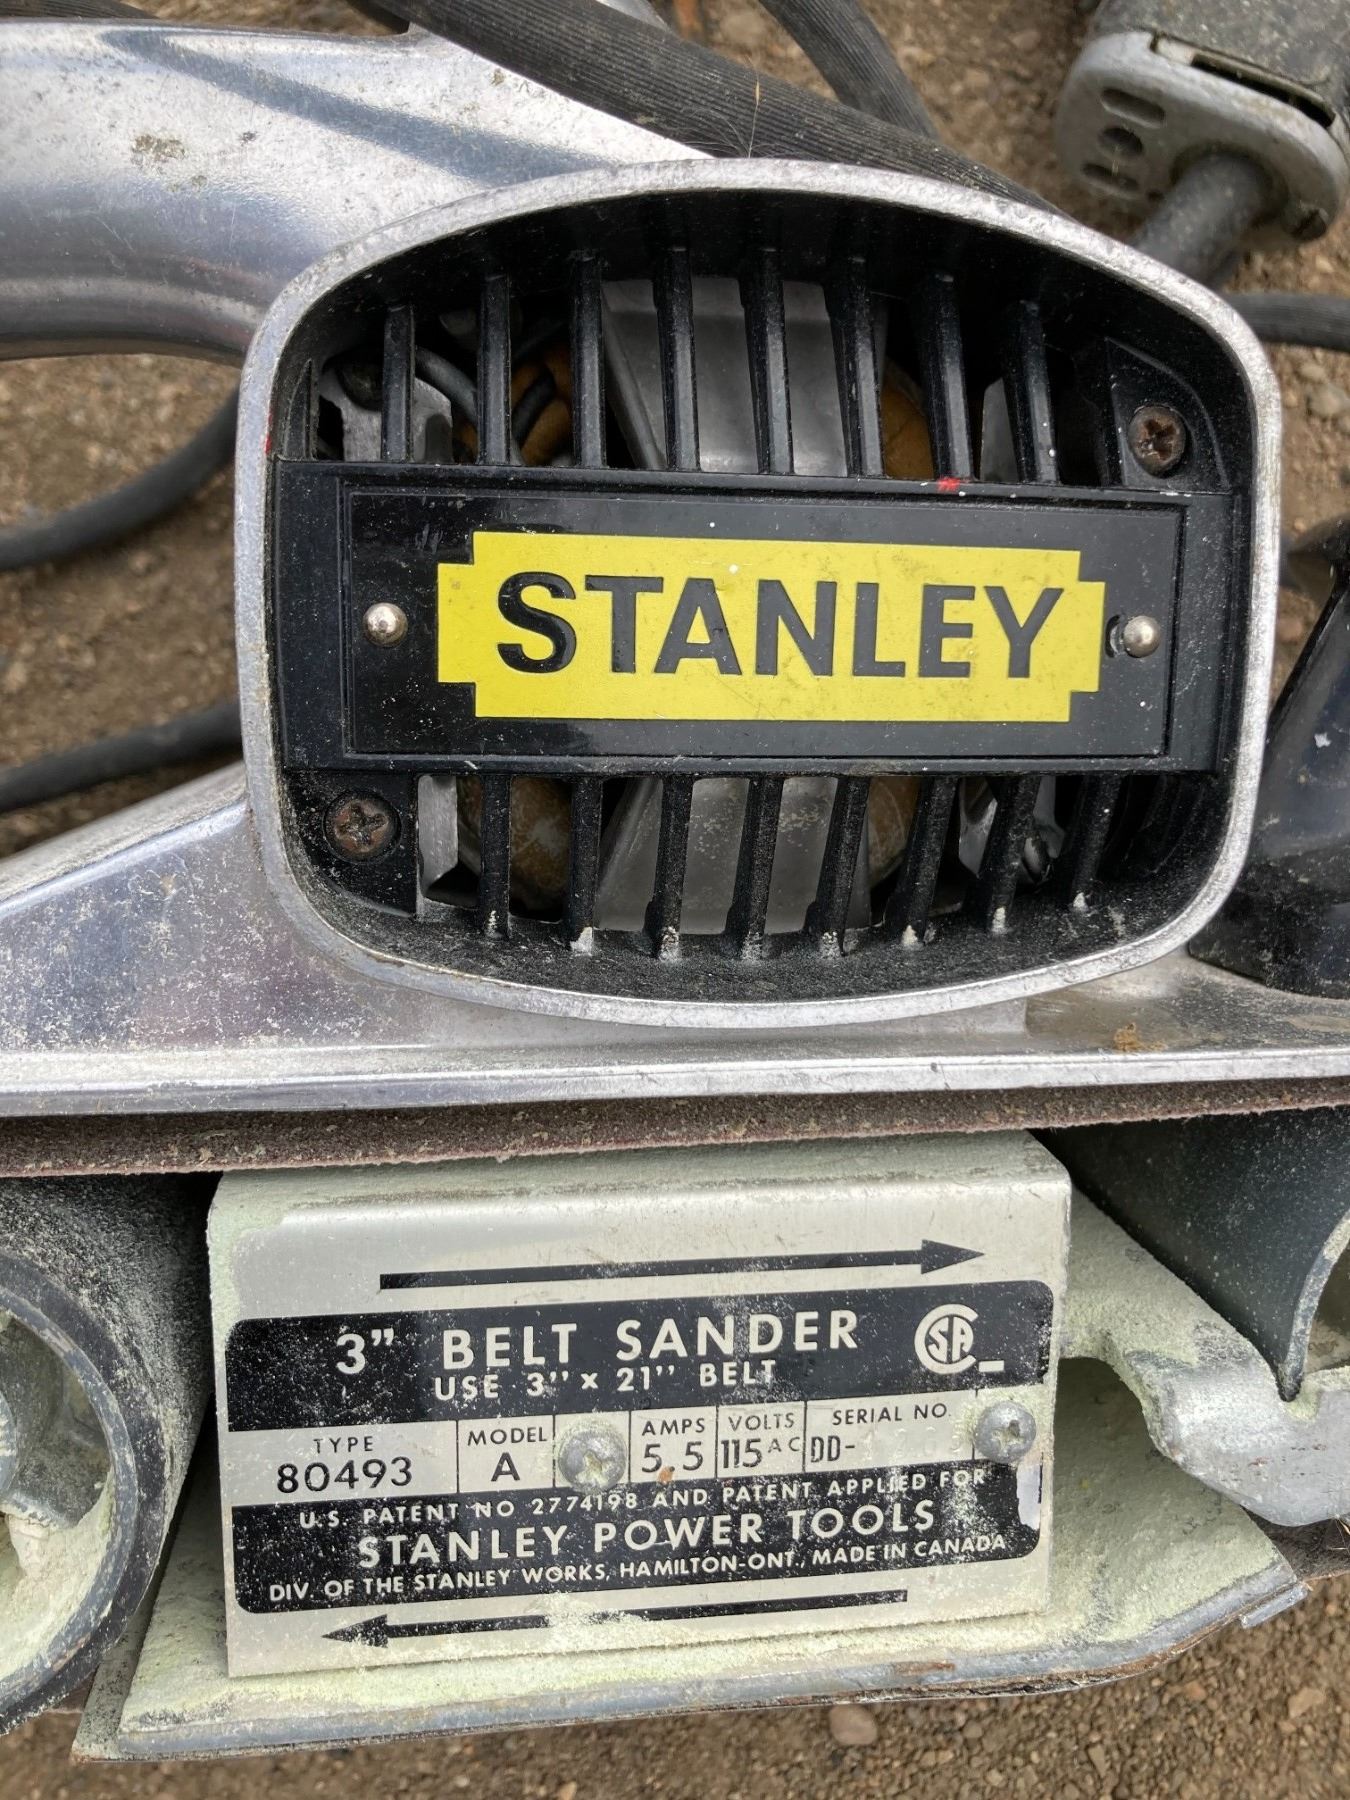 STANLEY
3" BELT SANDER
USE 3" x 21" BELT
CSA
TYPE MODEL AMPS VOLTS SERIAL NO.
80493 A 5.5 115 AC DD-
U.S. PATENT NO 2774198 AND PATENT APPLIED FOR
STANLEY POWER TOOLS
DIV. OF THE STANLEY WORKS, HAMILTON-ONT., MADE IN CANADA